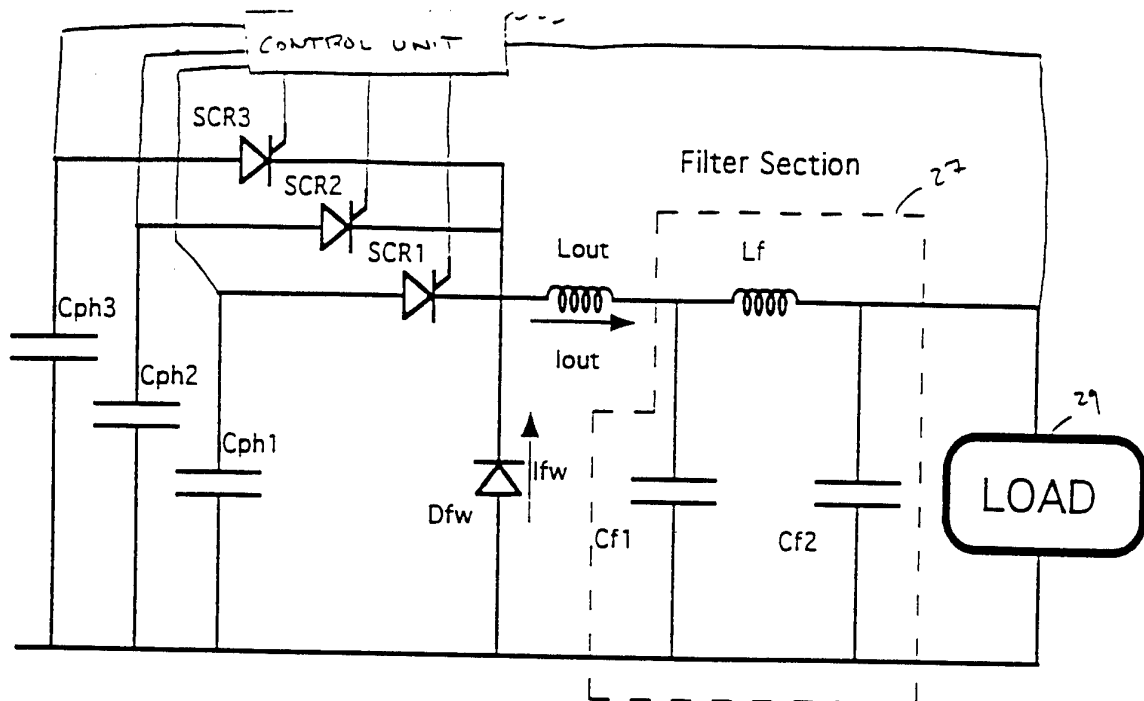 CONTROL UNIT
SCR3
SCR2
SCR1
Filter Section
27
Lout
Lf
Iout
Cph3
Cph2
Cph1
Ifw
Dfw
Cf1
Cf2
29
LOAD